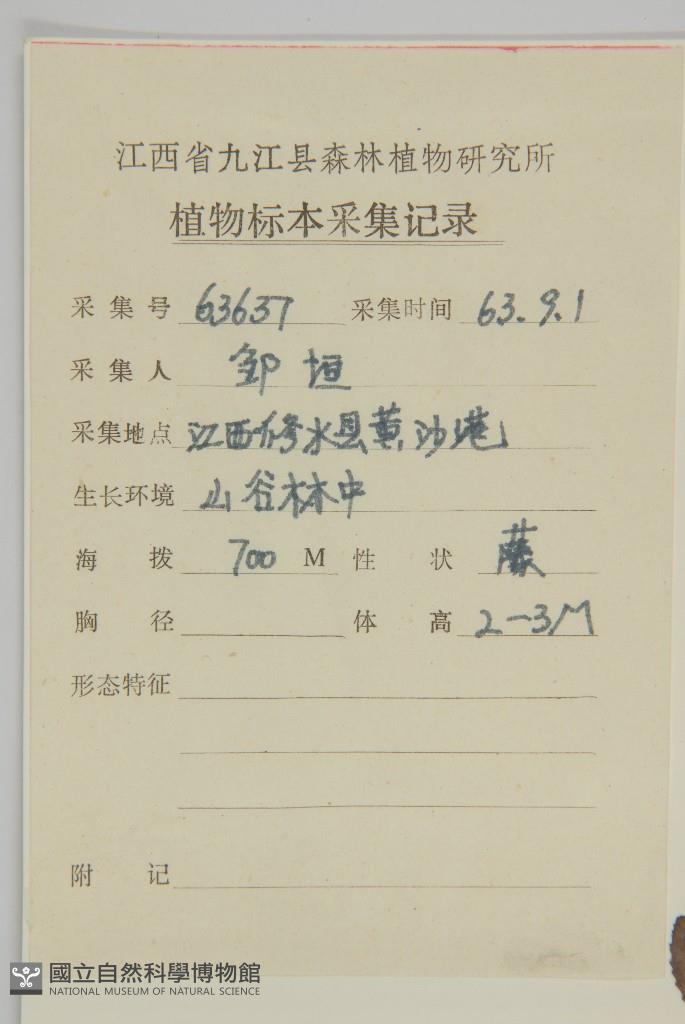 江西省九江县森林植物研究所
植物标本采集记录
采集号 63637 采集时间 63.9.1
采集人 邹垣
采集地点 江西修水县黄沙港
生长环境 山谷林中
海拨 700 M 性状 藤
胸径 体高 2-3M
形态特征
附记
國立自然科學博物館
NATIONAL MUSEUM OF NATURAL SCIENCE